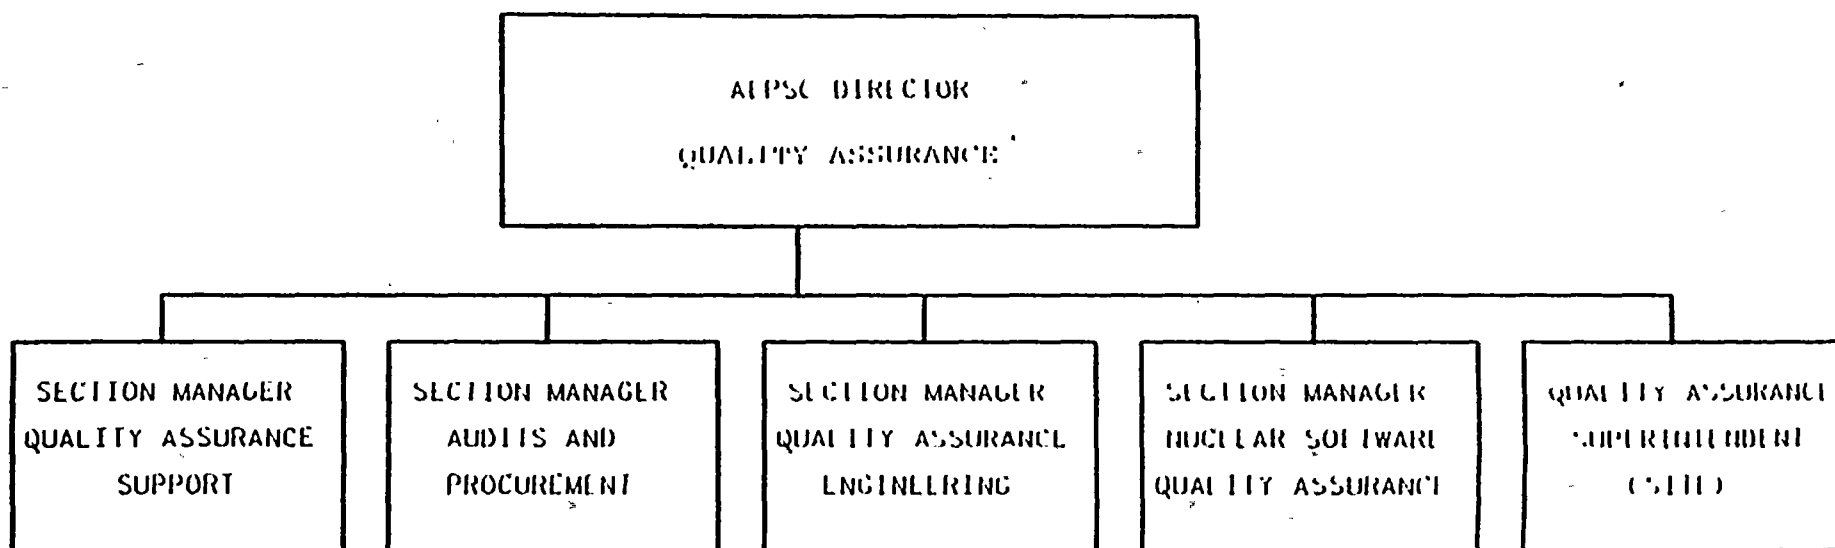 AEPSC DIRECTOR
QUALITY ASSURANCE
SECTION MANAGER
QUALITY ASSURANCE
SUPPORT
SECTION MANAGER
AUDITS AND
PROCUREMENT
SECTION MANAGER
QUALITY ASSURANCE
ENGINEERING
SECTION MANAGER
NUCLEAR SOFTWARE
QUALITY ASSURANCE
QUALITY ASSURANCE
SUPERINTENDENT
(SITE)